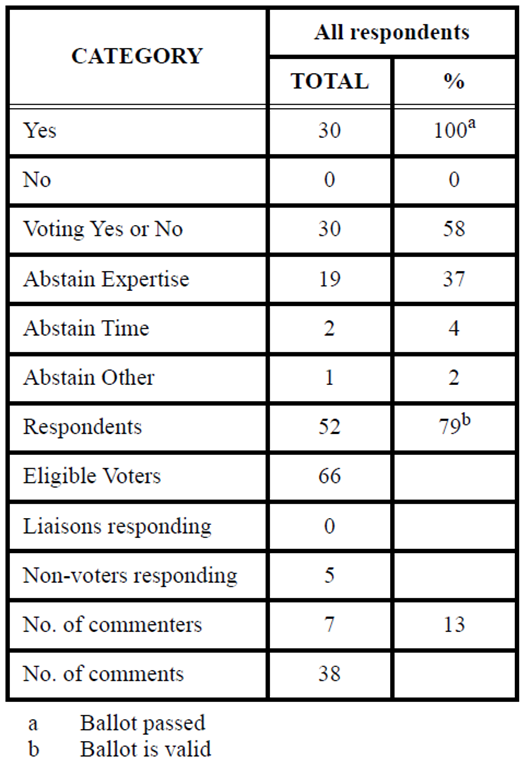 CATEGORY All respondents
TOTAL %
Yes 30 100a
No 0 0
Voting Yes or No 30 58
Abstain Expertise 19 37
Abstain Time 2 4
Abstain Other 1 2
Respondents 52 79b
Eligible Voters 66
Liaisons responding 0
Non-voters responding 5
No. of commenters 7 13
No. of comments 38
a Ballot passed
b Ballot is valid